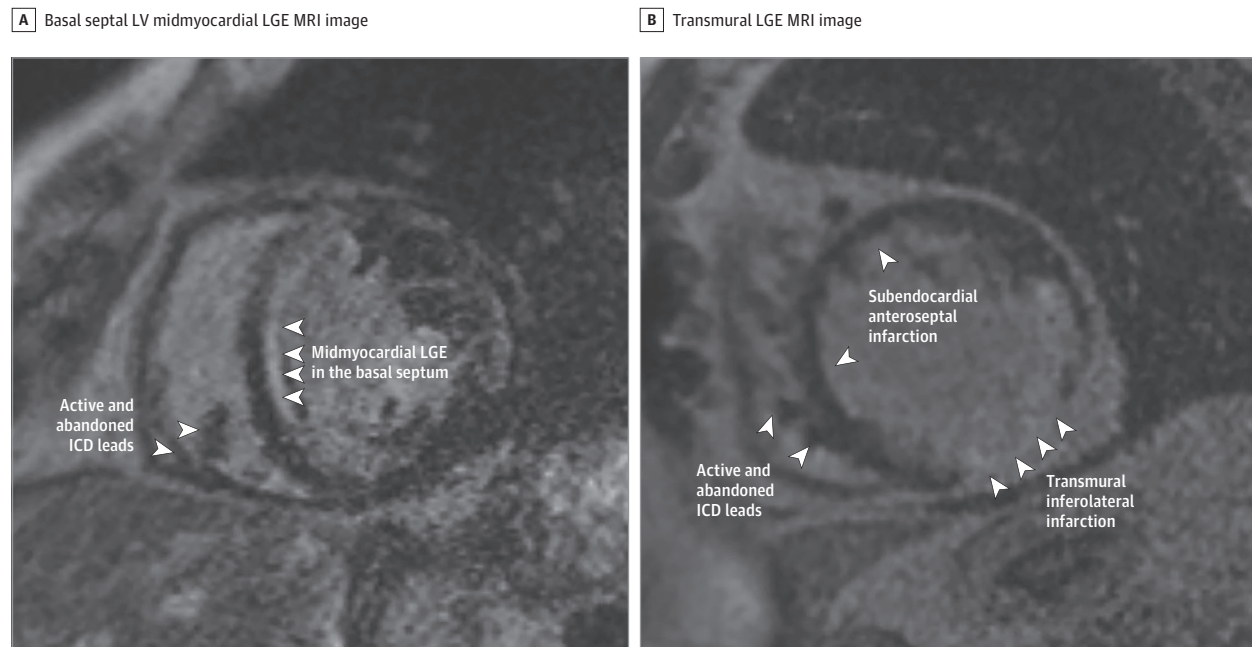 A Basal septal LV midmyocardial LGE MRI image
Midmyocardial LGE
in the basal septum
Active and
abandoned
ICD leads
B Transmural LGE MRI image
Subendocardial
anteroseptal
infarction
Active and
abandoned
ICD leads
Transmural
inferolateral
infarction